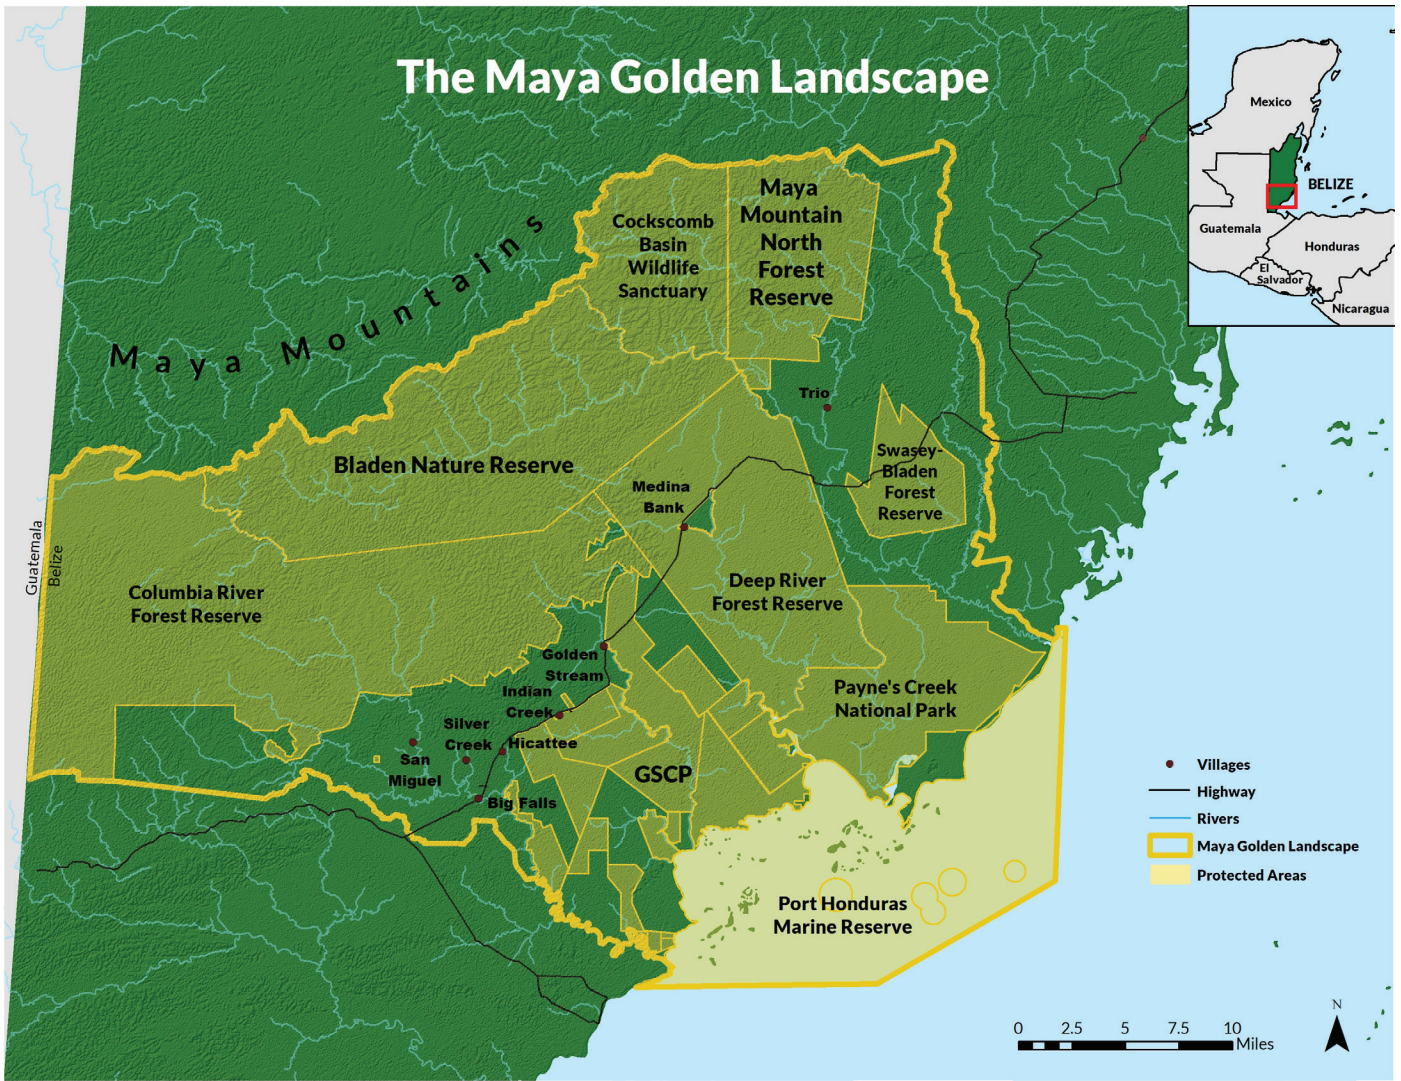 The Maya Golden Landscape
Mexico
BELIZE
Guatemala
Honduras
El
Salvador
Nicaragua
Maya Mountains
Cockscomb
Basin
Wildlife
Sanctuary
Maya
Mountain
North
Forest
Reserve
Trio
Swasey-
Bladen
Forest
Reserve
Bladen Nature Reserve
Medina
Bank
Guatemala
Belize
Columbia River
Forest Reserve
Deep River
Forest Reserve
Golden
Stream
Indian
Creek
Silver
Creek
Hicattee
San
Miguel
Big Falls
GSCP
Payne's Creek
National Park
Port Honduras
Marine Reserve
Villages
Highway
Rivers
Maya Golden Landscape
Protected Areas
N
0 2.5 5 7.5 10
Miles